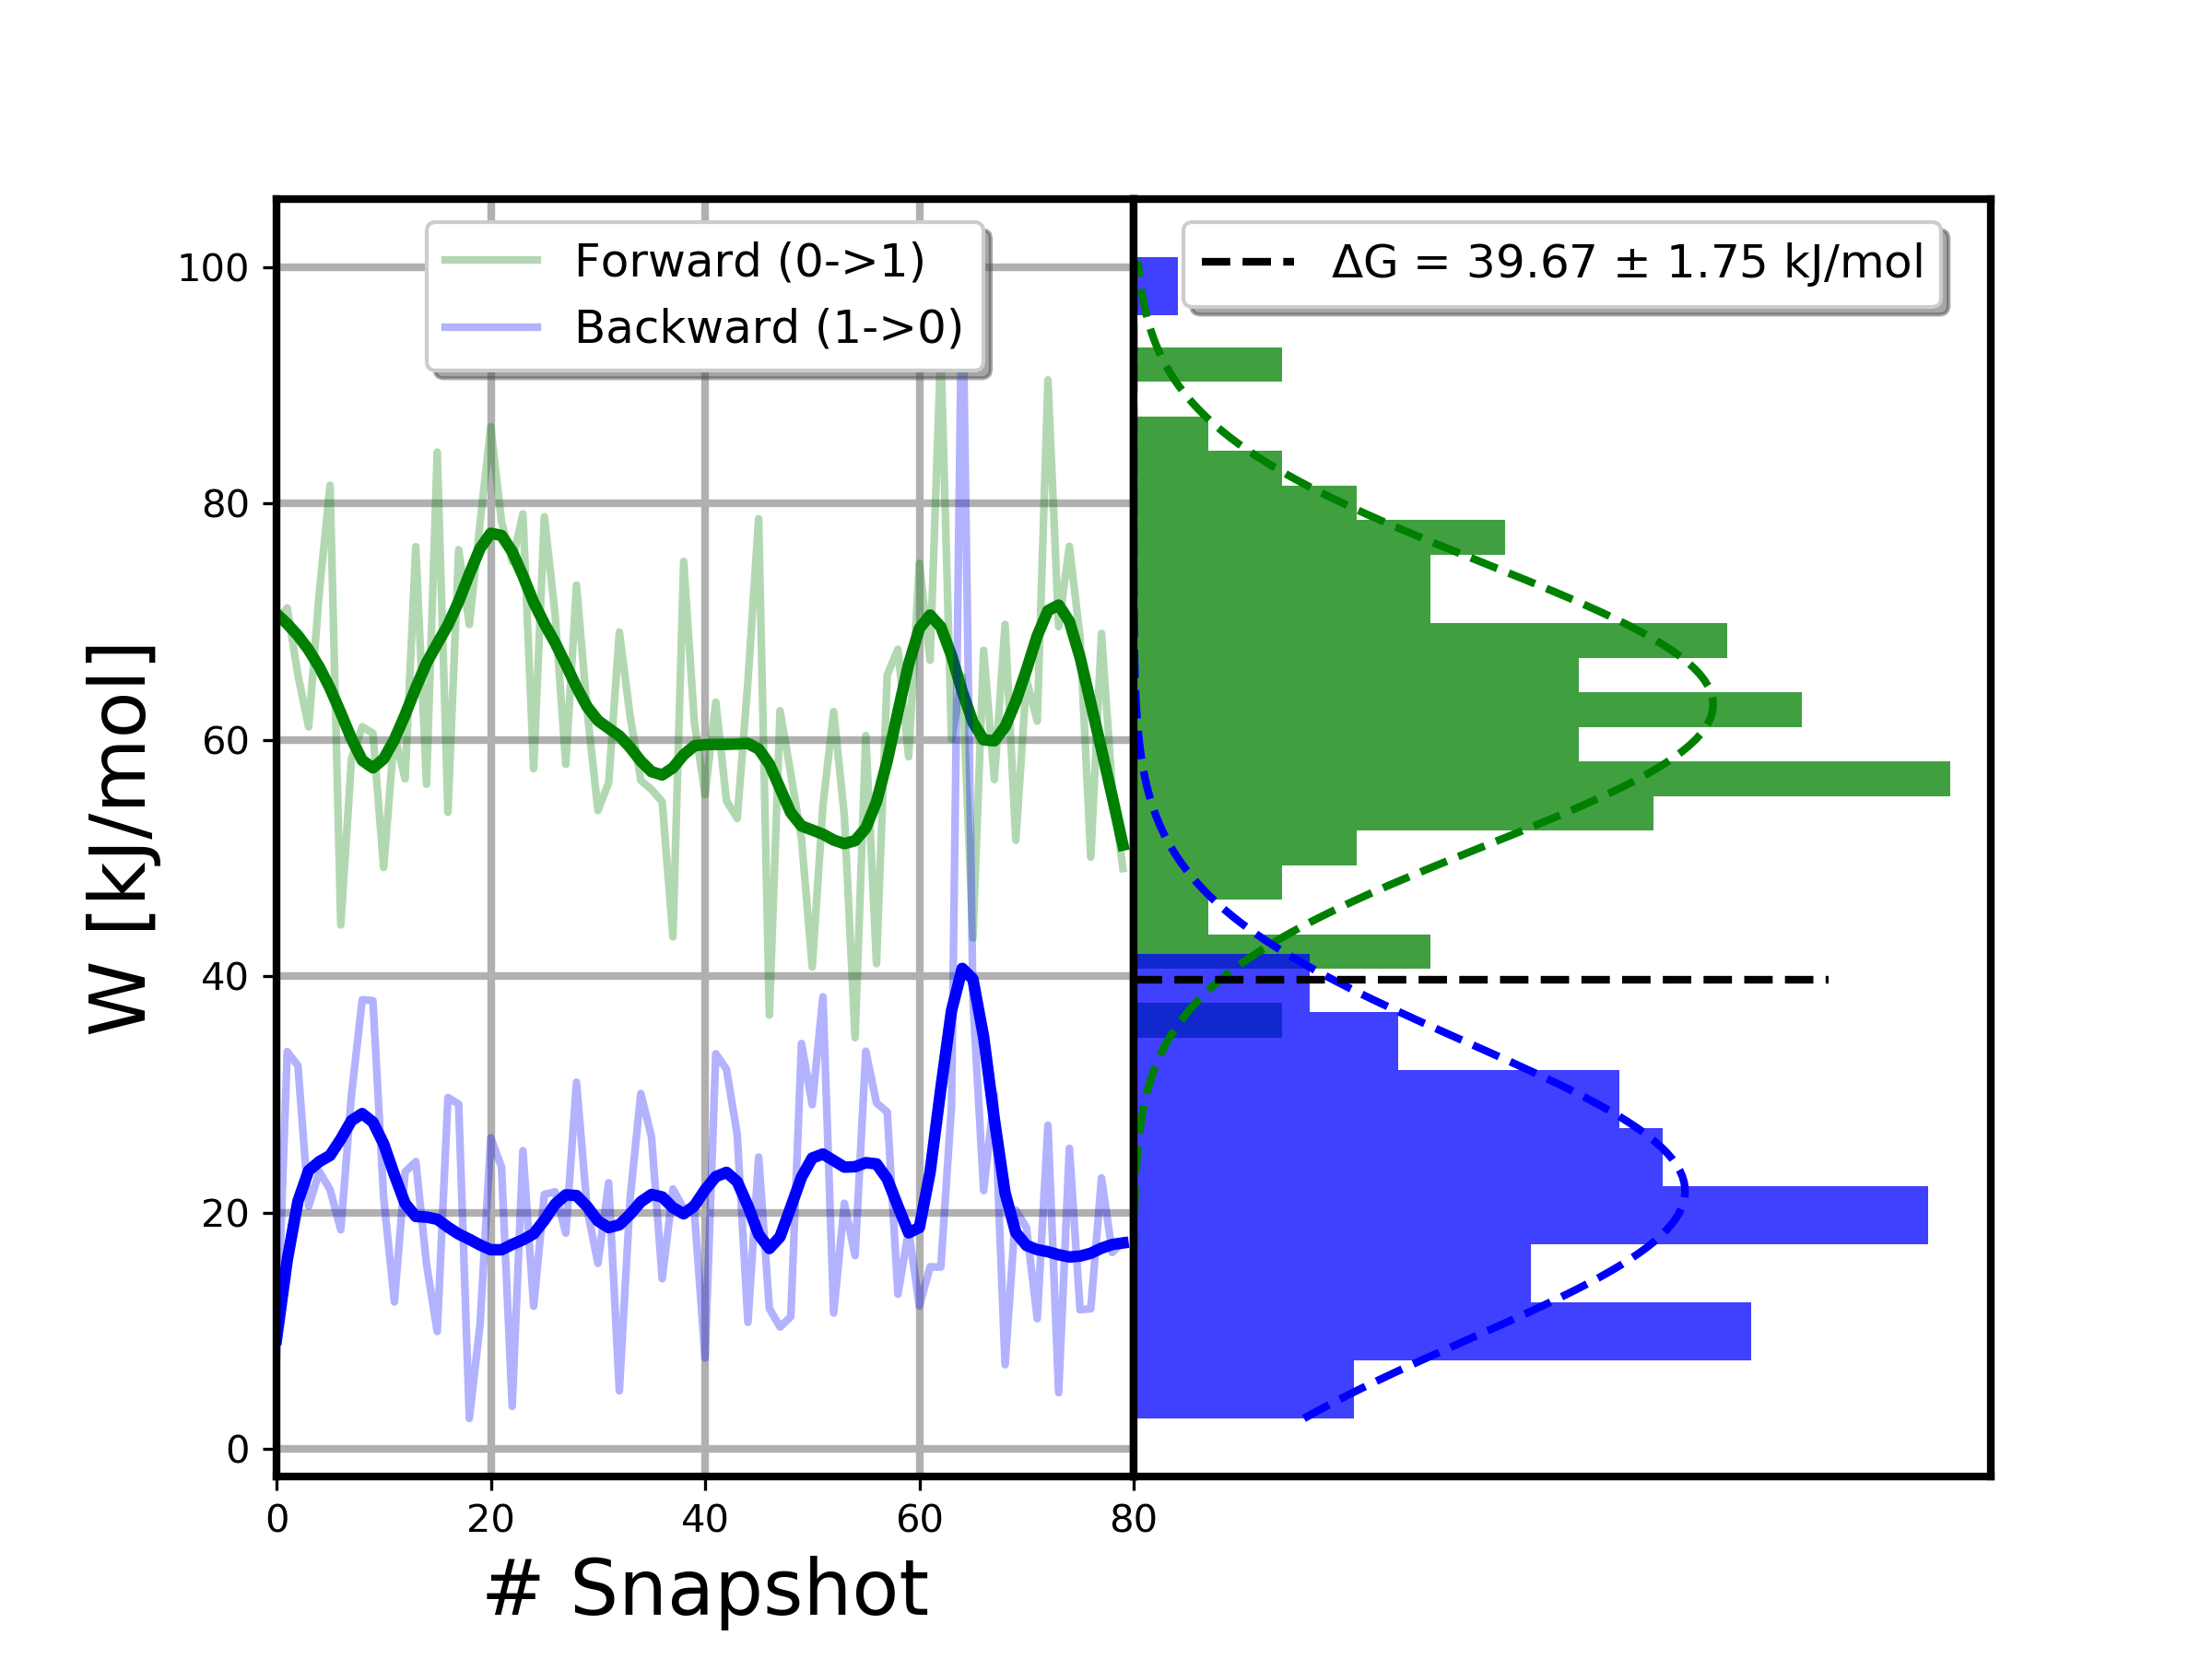 Forward (0->1)
Backward (1->0)
ΔG = 39.67 ± 1.75 kJ/mol
W [kJ/mol]
100
80
60
40
20
0
0 20 40 60 80
# Snapshot